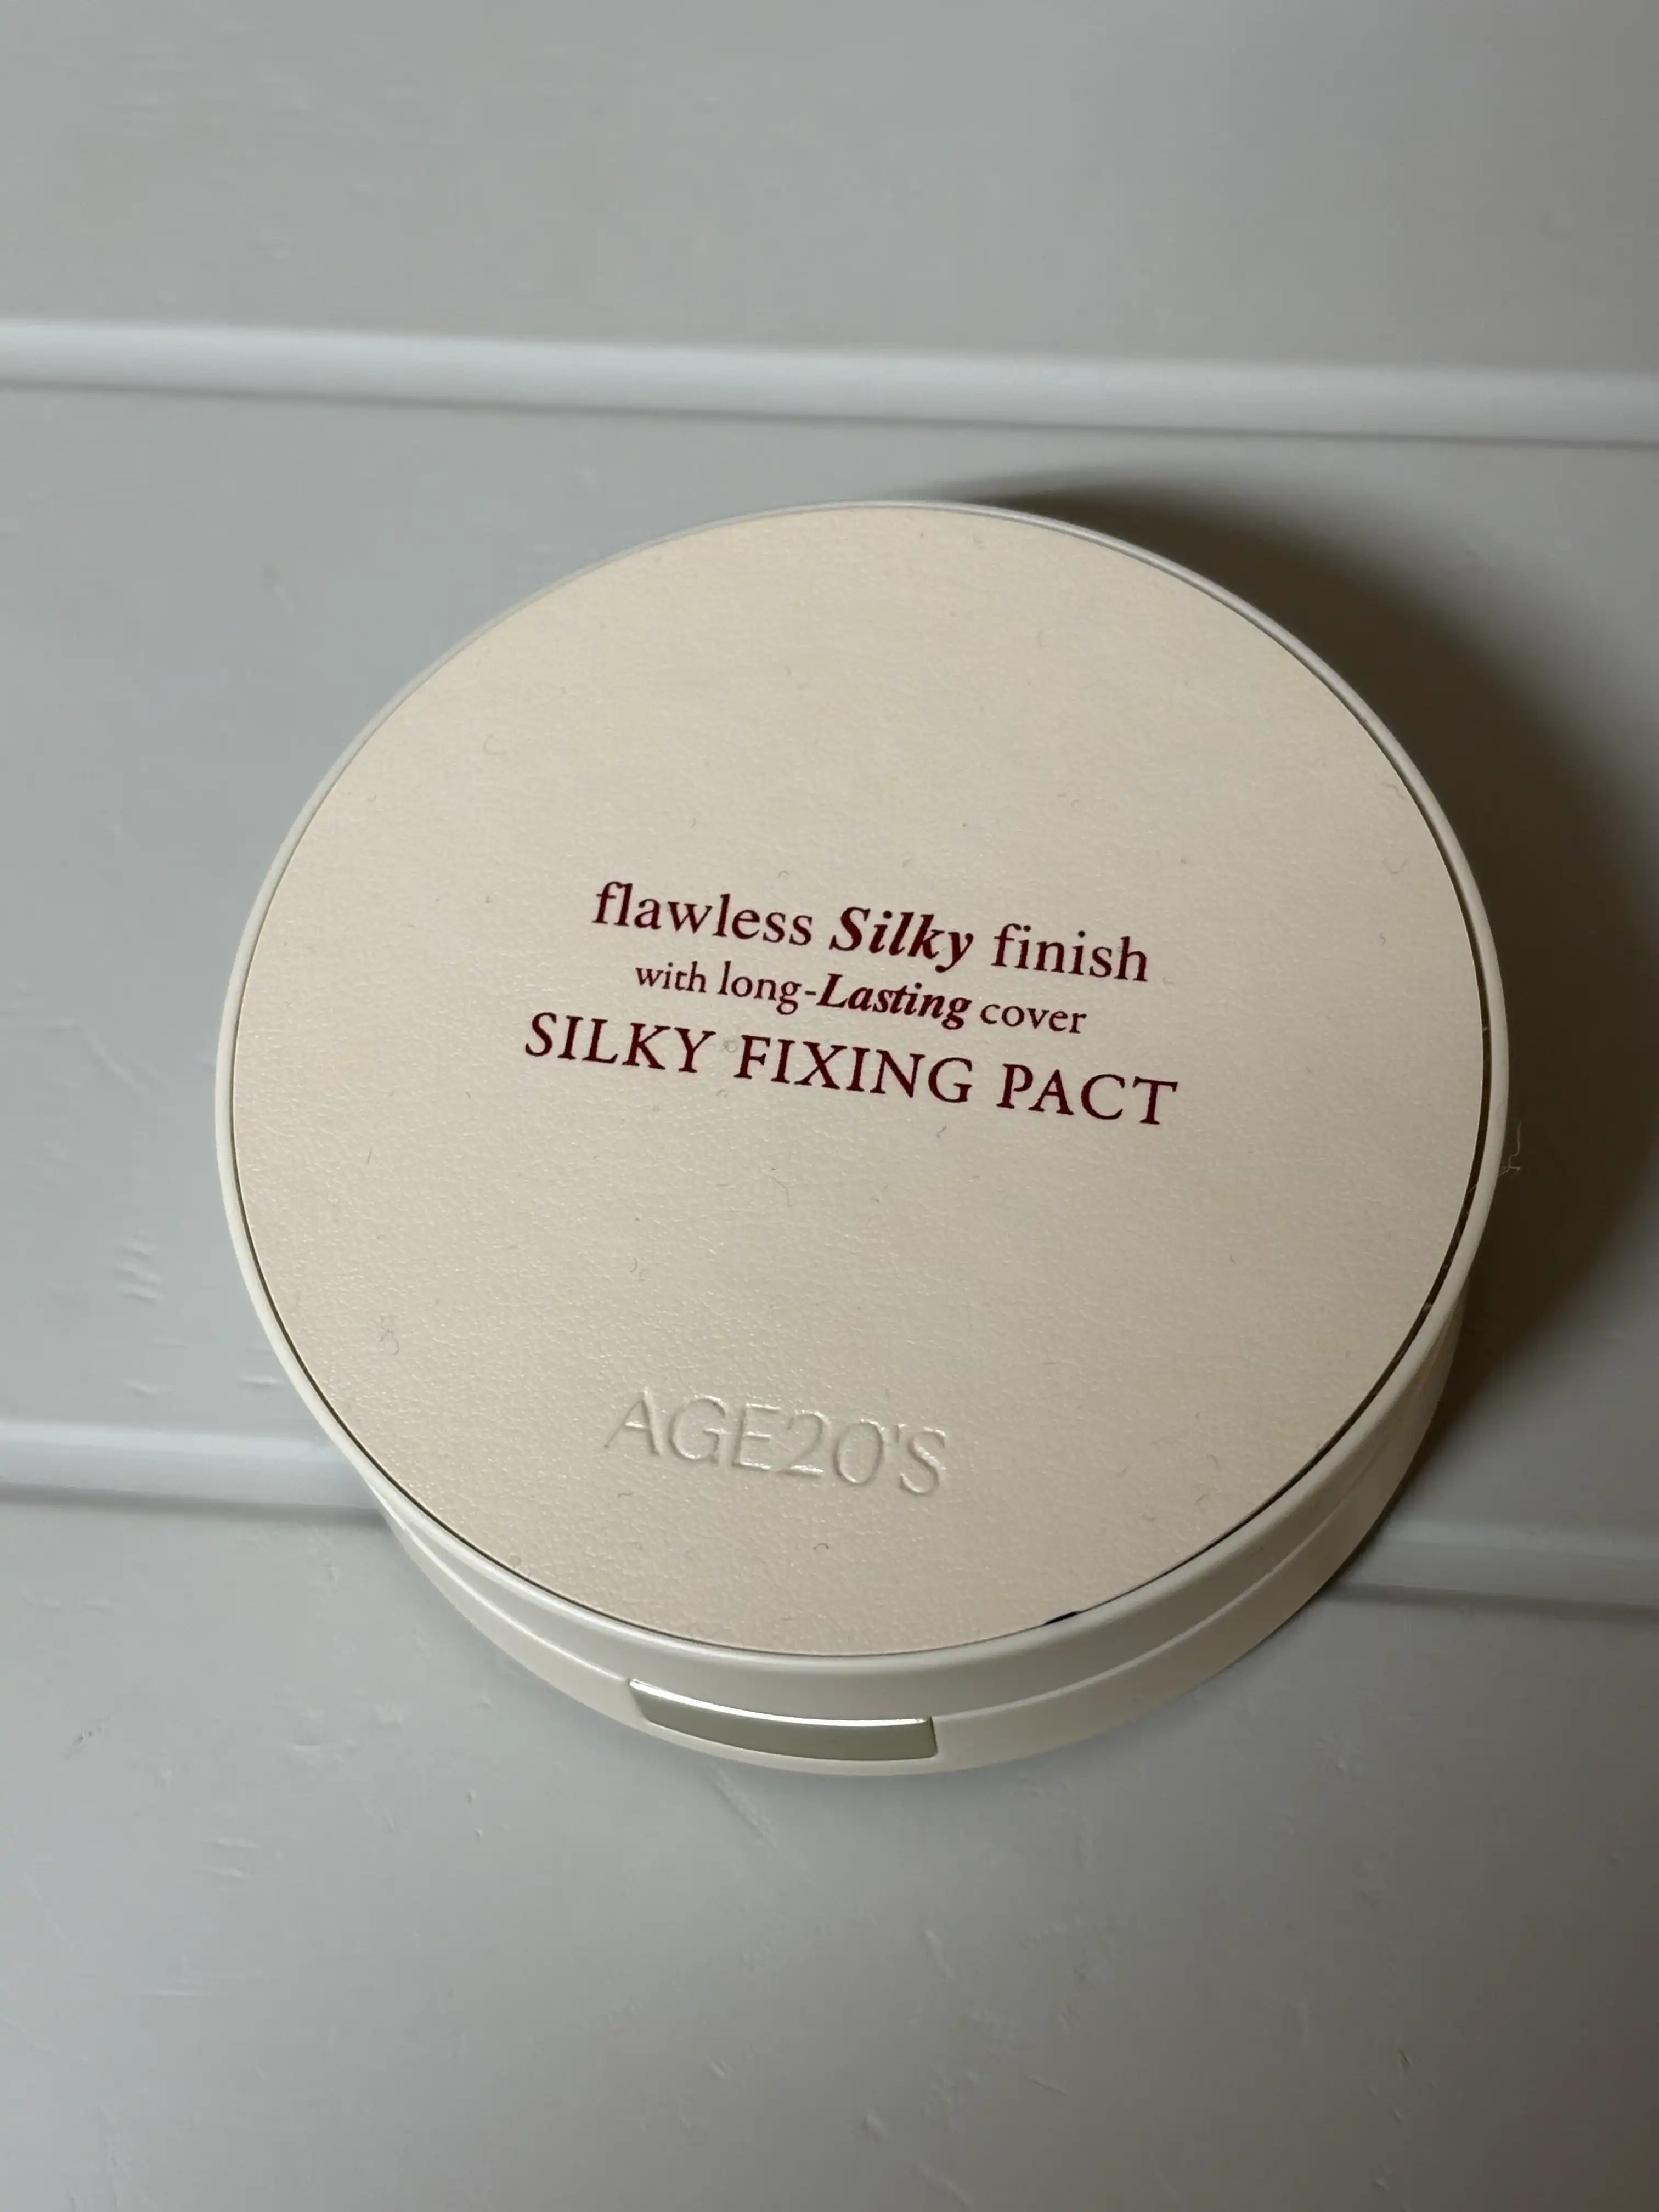 flawless Silky finish
with long-Lasting cover
SILKY FIXING PACT
AGE20'S